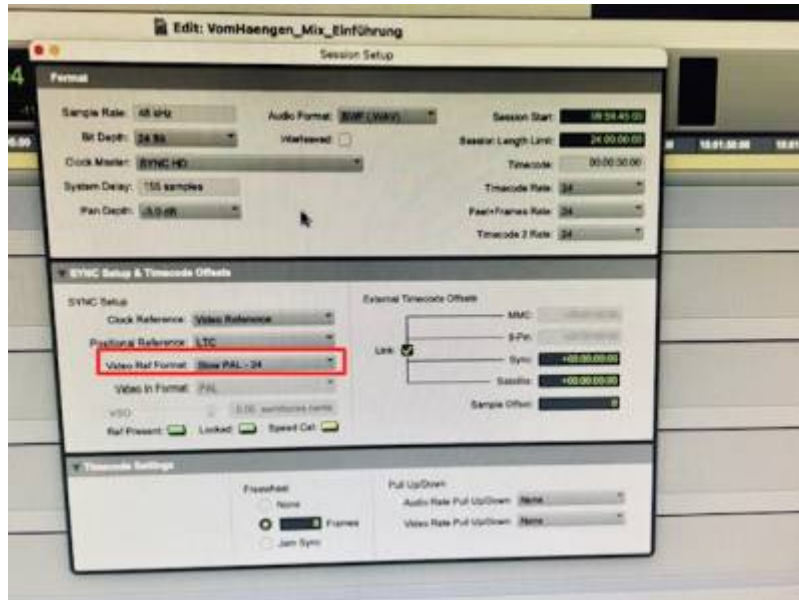 Edit: VomHaengen_Mix_Einführung
Session Setup
4
Format
Sample Rate: 48 kHz
Audio Format: BWF (.WAV)
Session Start:
Bit Depth: 24 Bit
Interleaved
Session Length Limit: 24:00:00:00
Clock Master: SYNC HD
Timecode: 00:00:30:00
System Delay: 155 samples
Timecode Rate: 24
Pan Depth: -3.0 dB
Feet+Frames Rate: 24
Timecode 2 Rate: 24
SYNC Setup & Timecode Offsets
SYNC Setup
External Timecode Offsets
Clock Reference: Video Reference
MMC:
Positional Reference: LTC
9-Pin:
Link:
Video Ref Format: Slow PAL - 24
Sync: +00:00:00:00
Video In Format: PAL
Satellite: +00:00:00:00
VSO
Sample Offset:
Ref Present: Locked: Speed Cal:
Timecode Settings
Freewheel
Pull Up/Down
None
Audio Rate Pull Up/Down: None
Frames
Video Rate Pull Up/Down: None
Jam Sync